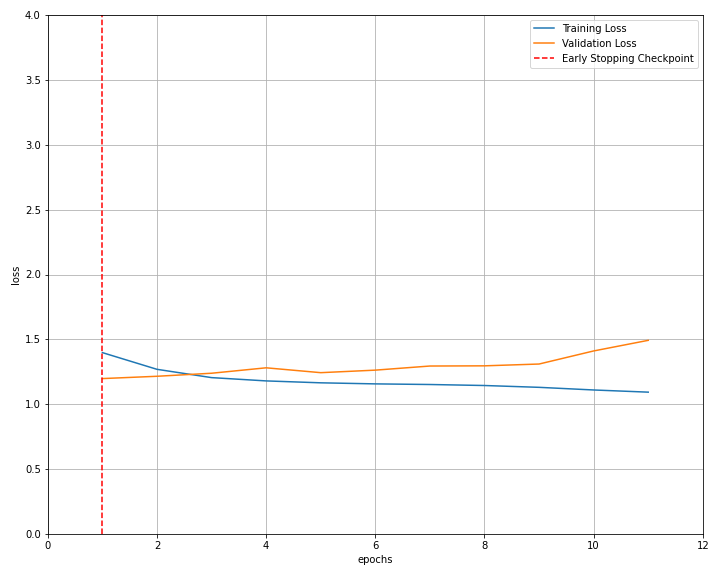 4.0
3.5
3.0
2.5
2.0
1.5
1.0
0.5
0.0
loss
Training Loss
Validation Loss
Early Stopping Checkpoint
0 2 4 6 8 10 12
epochs